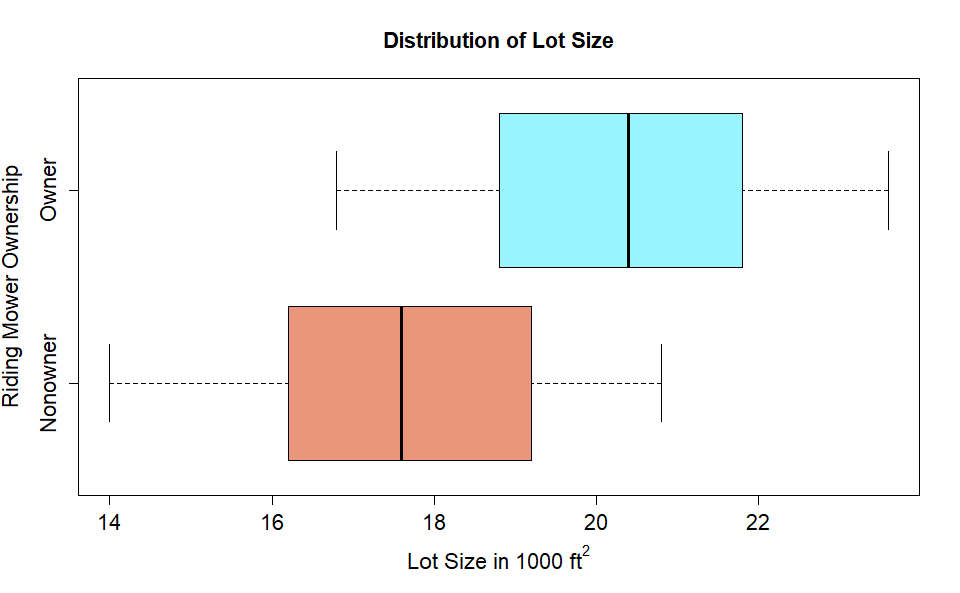 Distribution of Lot Size
Riding Mower Ownership
Owner
Nonowner
14 16 18 20 22
Lot Size in 1000 ft²